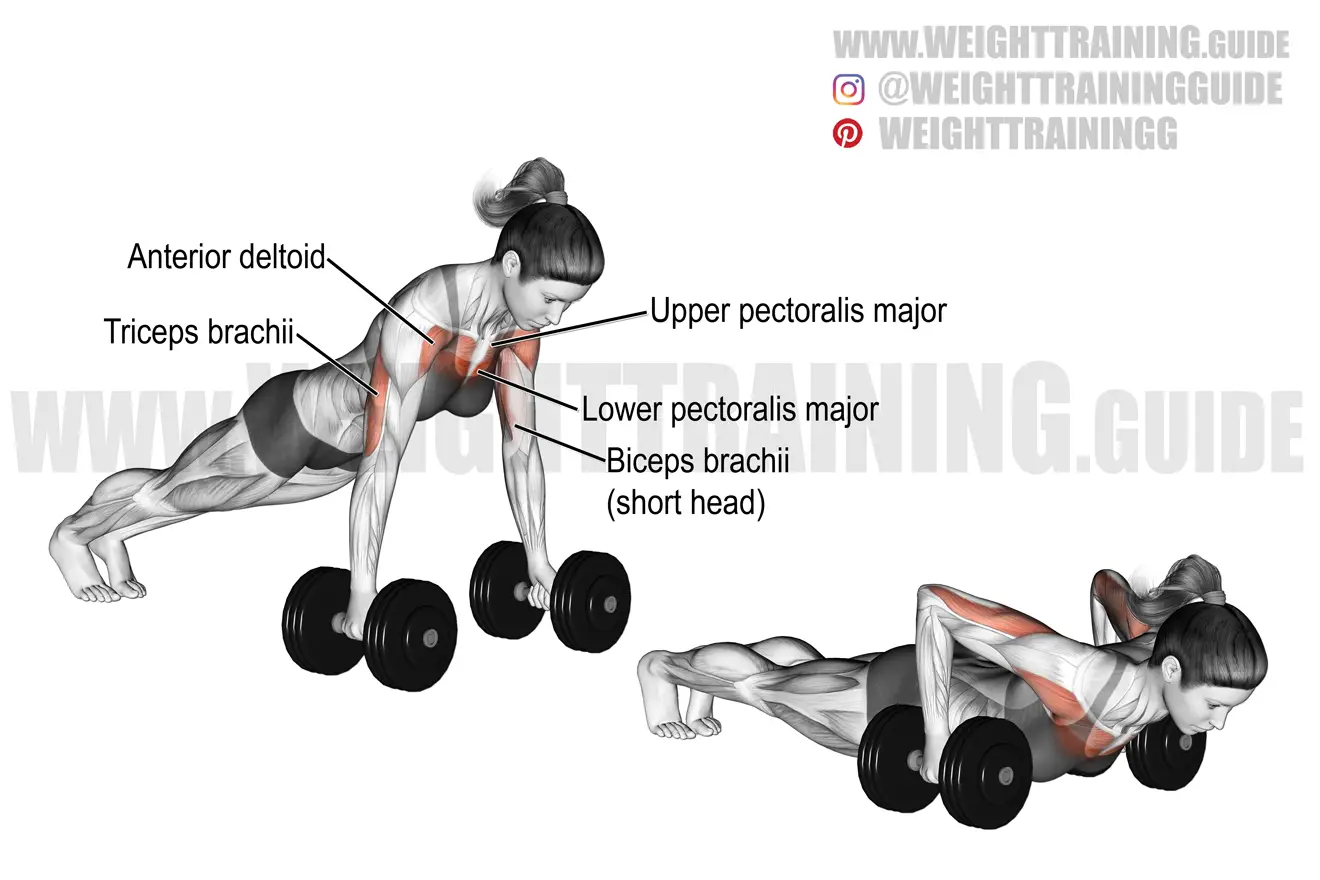 WWW.WEIGHTTRAINING.GUIDE
@WEIGHTTRAININGGUIDE
WEIGHTTRAININGG
Anterior deltoid
Upper pectoralis major
Triceps brachii
WWW.WEIGHTTRAINING.GUIDE
Lower pectoralis major
Biceps brachii
(short head)